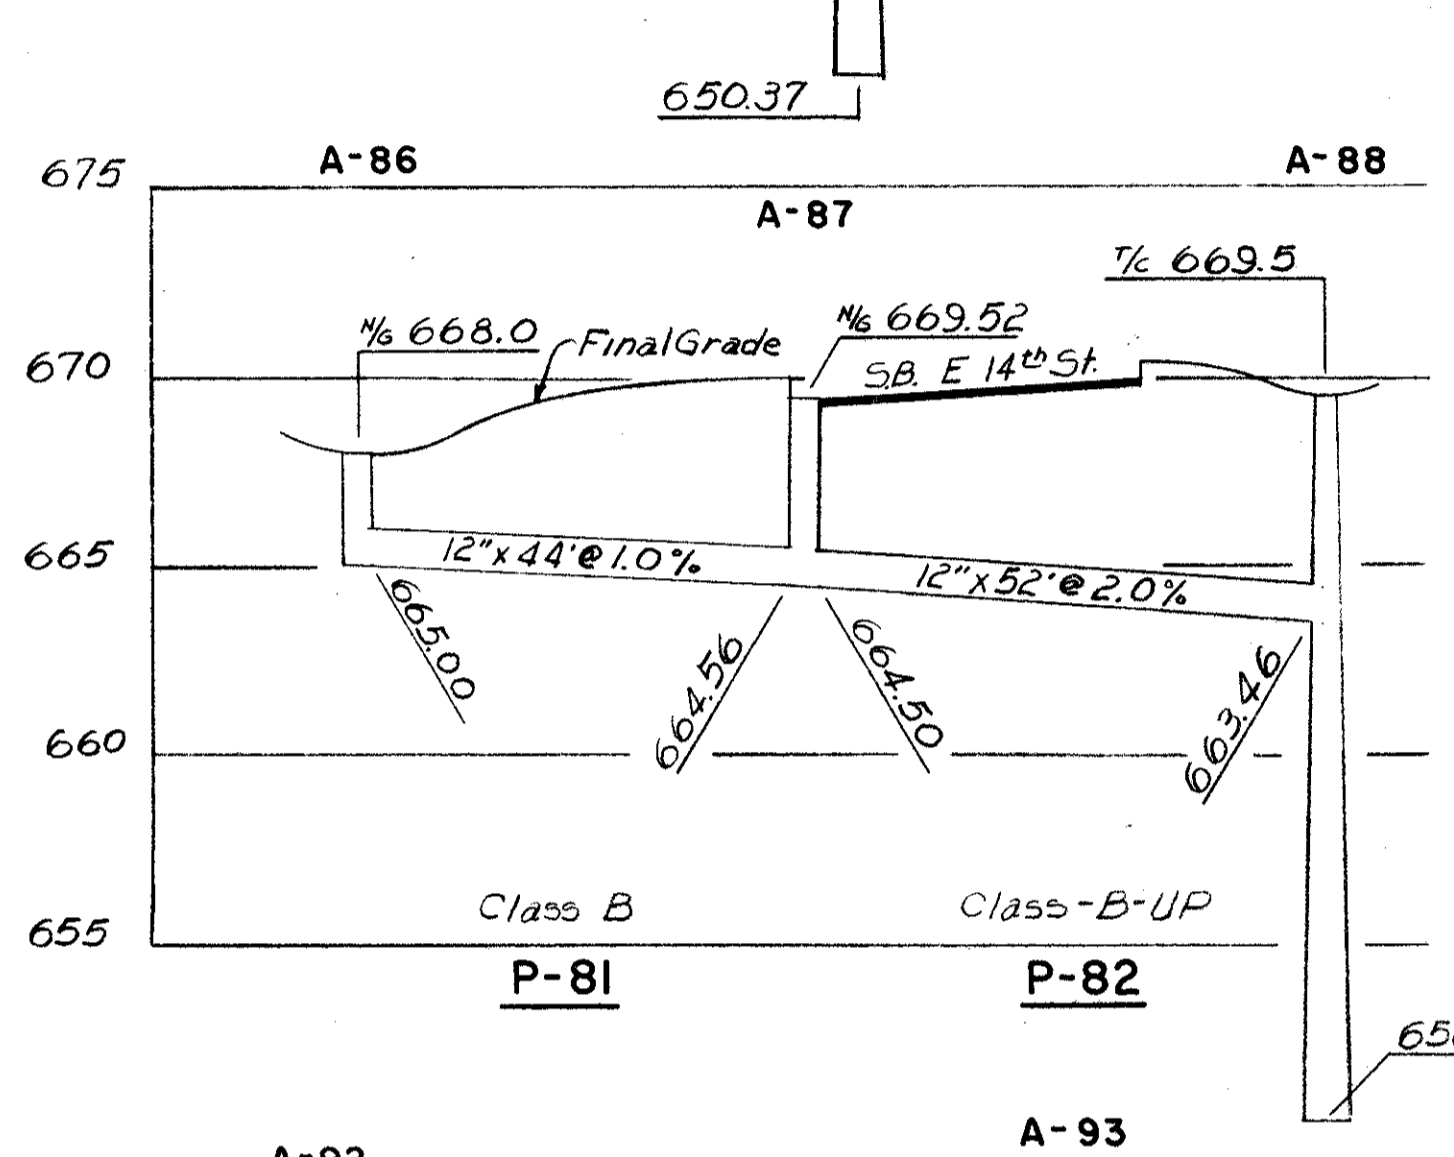 650.37
A-86
A-88
675
A-87
T/C 669.5
N/G 668.0
Final Grade
N/G 669.52
670
S.B. E 14th St.
665
12" x 44' @ 1.0%
12" x 52' @ 2.0%
665.00
664.56
664.50
663.46
660
Class B
Class-B-UP
655
P-81
P-82
A-93